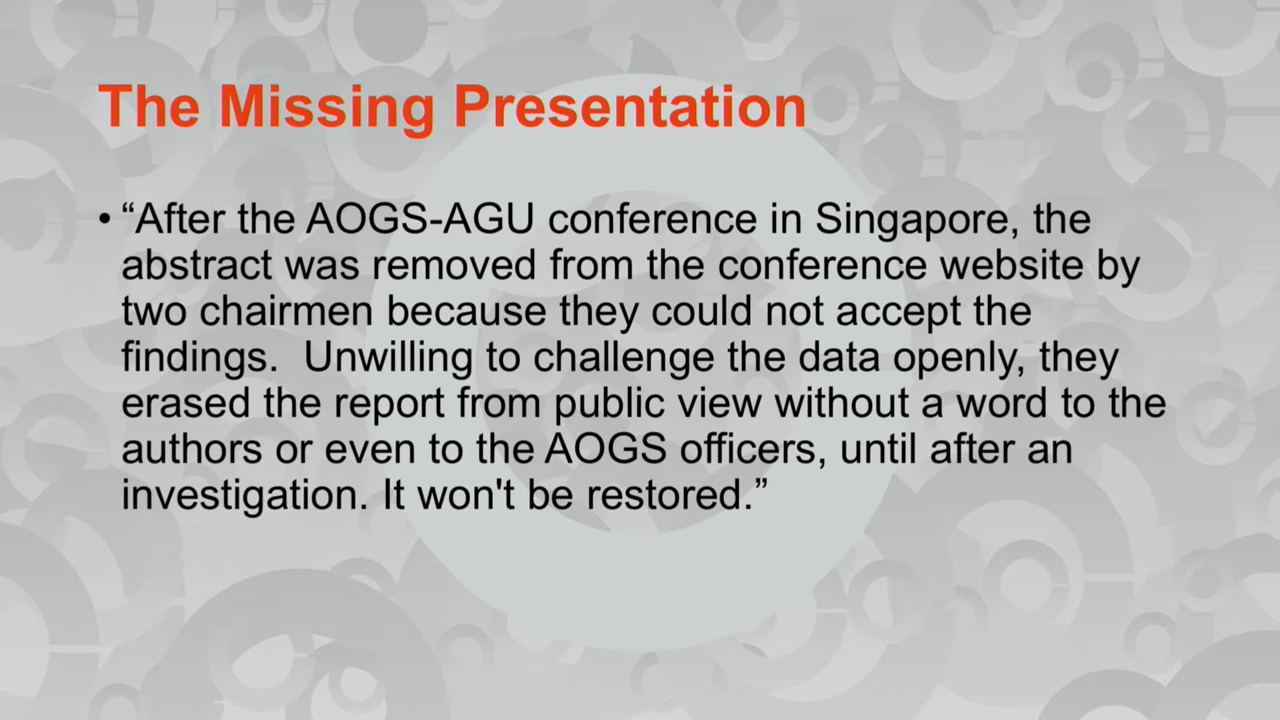 The Missing Presentation
• “After the AOGS-AGU conference in Singapore, the
abstract was removed from the conference website by
two chairmen because they could not accept the
findings.  Unwilling to challenge the data openly, they
erased the report from public view without a word to the
authors or even to the AOGS officers, until after an
investigation. It won't be restored.”